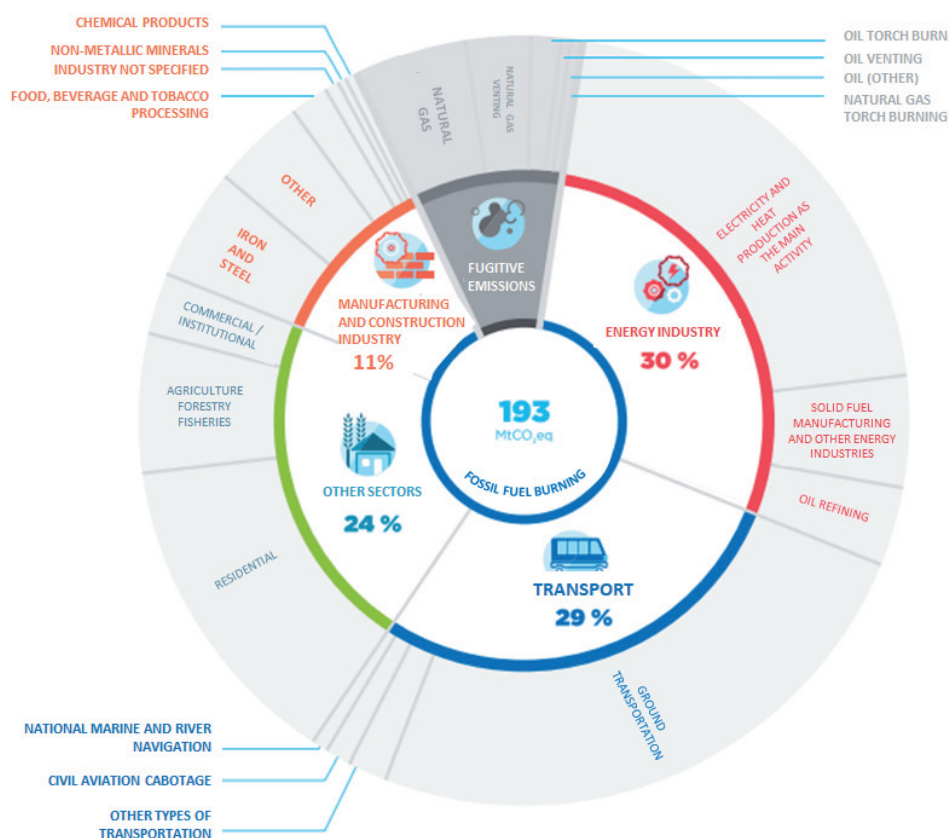 CHEMICAL PRODUCTS
NON-METALLIC MINERALS
INDUSTRY NOT SPECIFIED
FOOD, BEVERAGE AND TOBACCO
PROCESSING
OIL TORCH BURN
OIL VENTING
OIL (OTHER)
NATURAL GAS
TORCH BURNING
NATURAL
GAS
NATURAL GAS
VENTING
OTHER
IRON
AND
STEEL
COMMERCIAL /
INSTITUTIONAL
AGRICULTURE
FORESTRY
FISHERIES
RESIDENTIAL
ELECTRICITY AND
HEAT
PRODUCTION AS
THE MAIN
ACTIVITY
SOLID FUEL
MANUFACTURING
AND OTHER ENERGY
INDUSTRIES
OIL REFINING
FUGITIVE
EMISSIONS
MANUFACTURING
AND CONSTRUCTION
INDUSTRY
11%
ENERGY INDUSTRY
30 %
193
MtCO₂eq
FOSSIL FUEL BURNING
OTHER SECTORS
24 %
TRANSPORT
29 %
GROUND
TRANSPORTATION
NATIONAL MARINE AND RIVER
NAVIGATION
CIVIL AVIATION CABOTAGE
OTHER TYPES OF
TRANSPORTATION